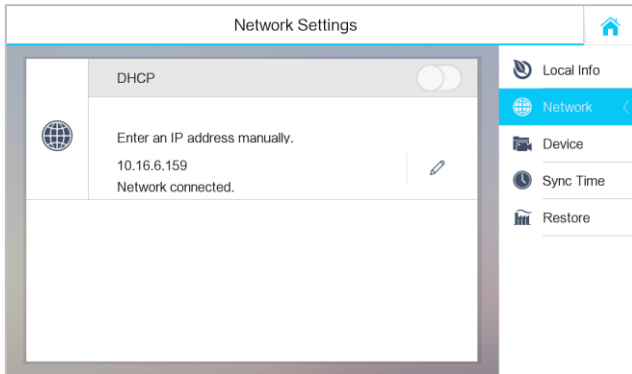 Network Settings
DHCP
Enter an IP address manually.
10.16.6.159
Network connected.
Local Info
Network
Device
Sync Time
Restore